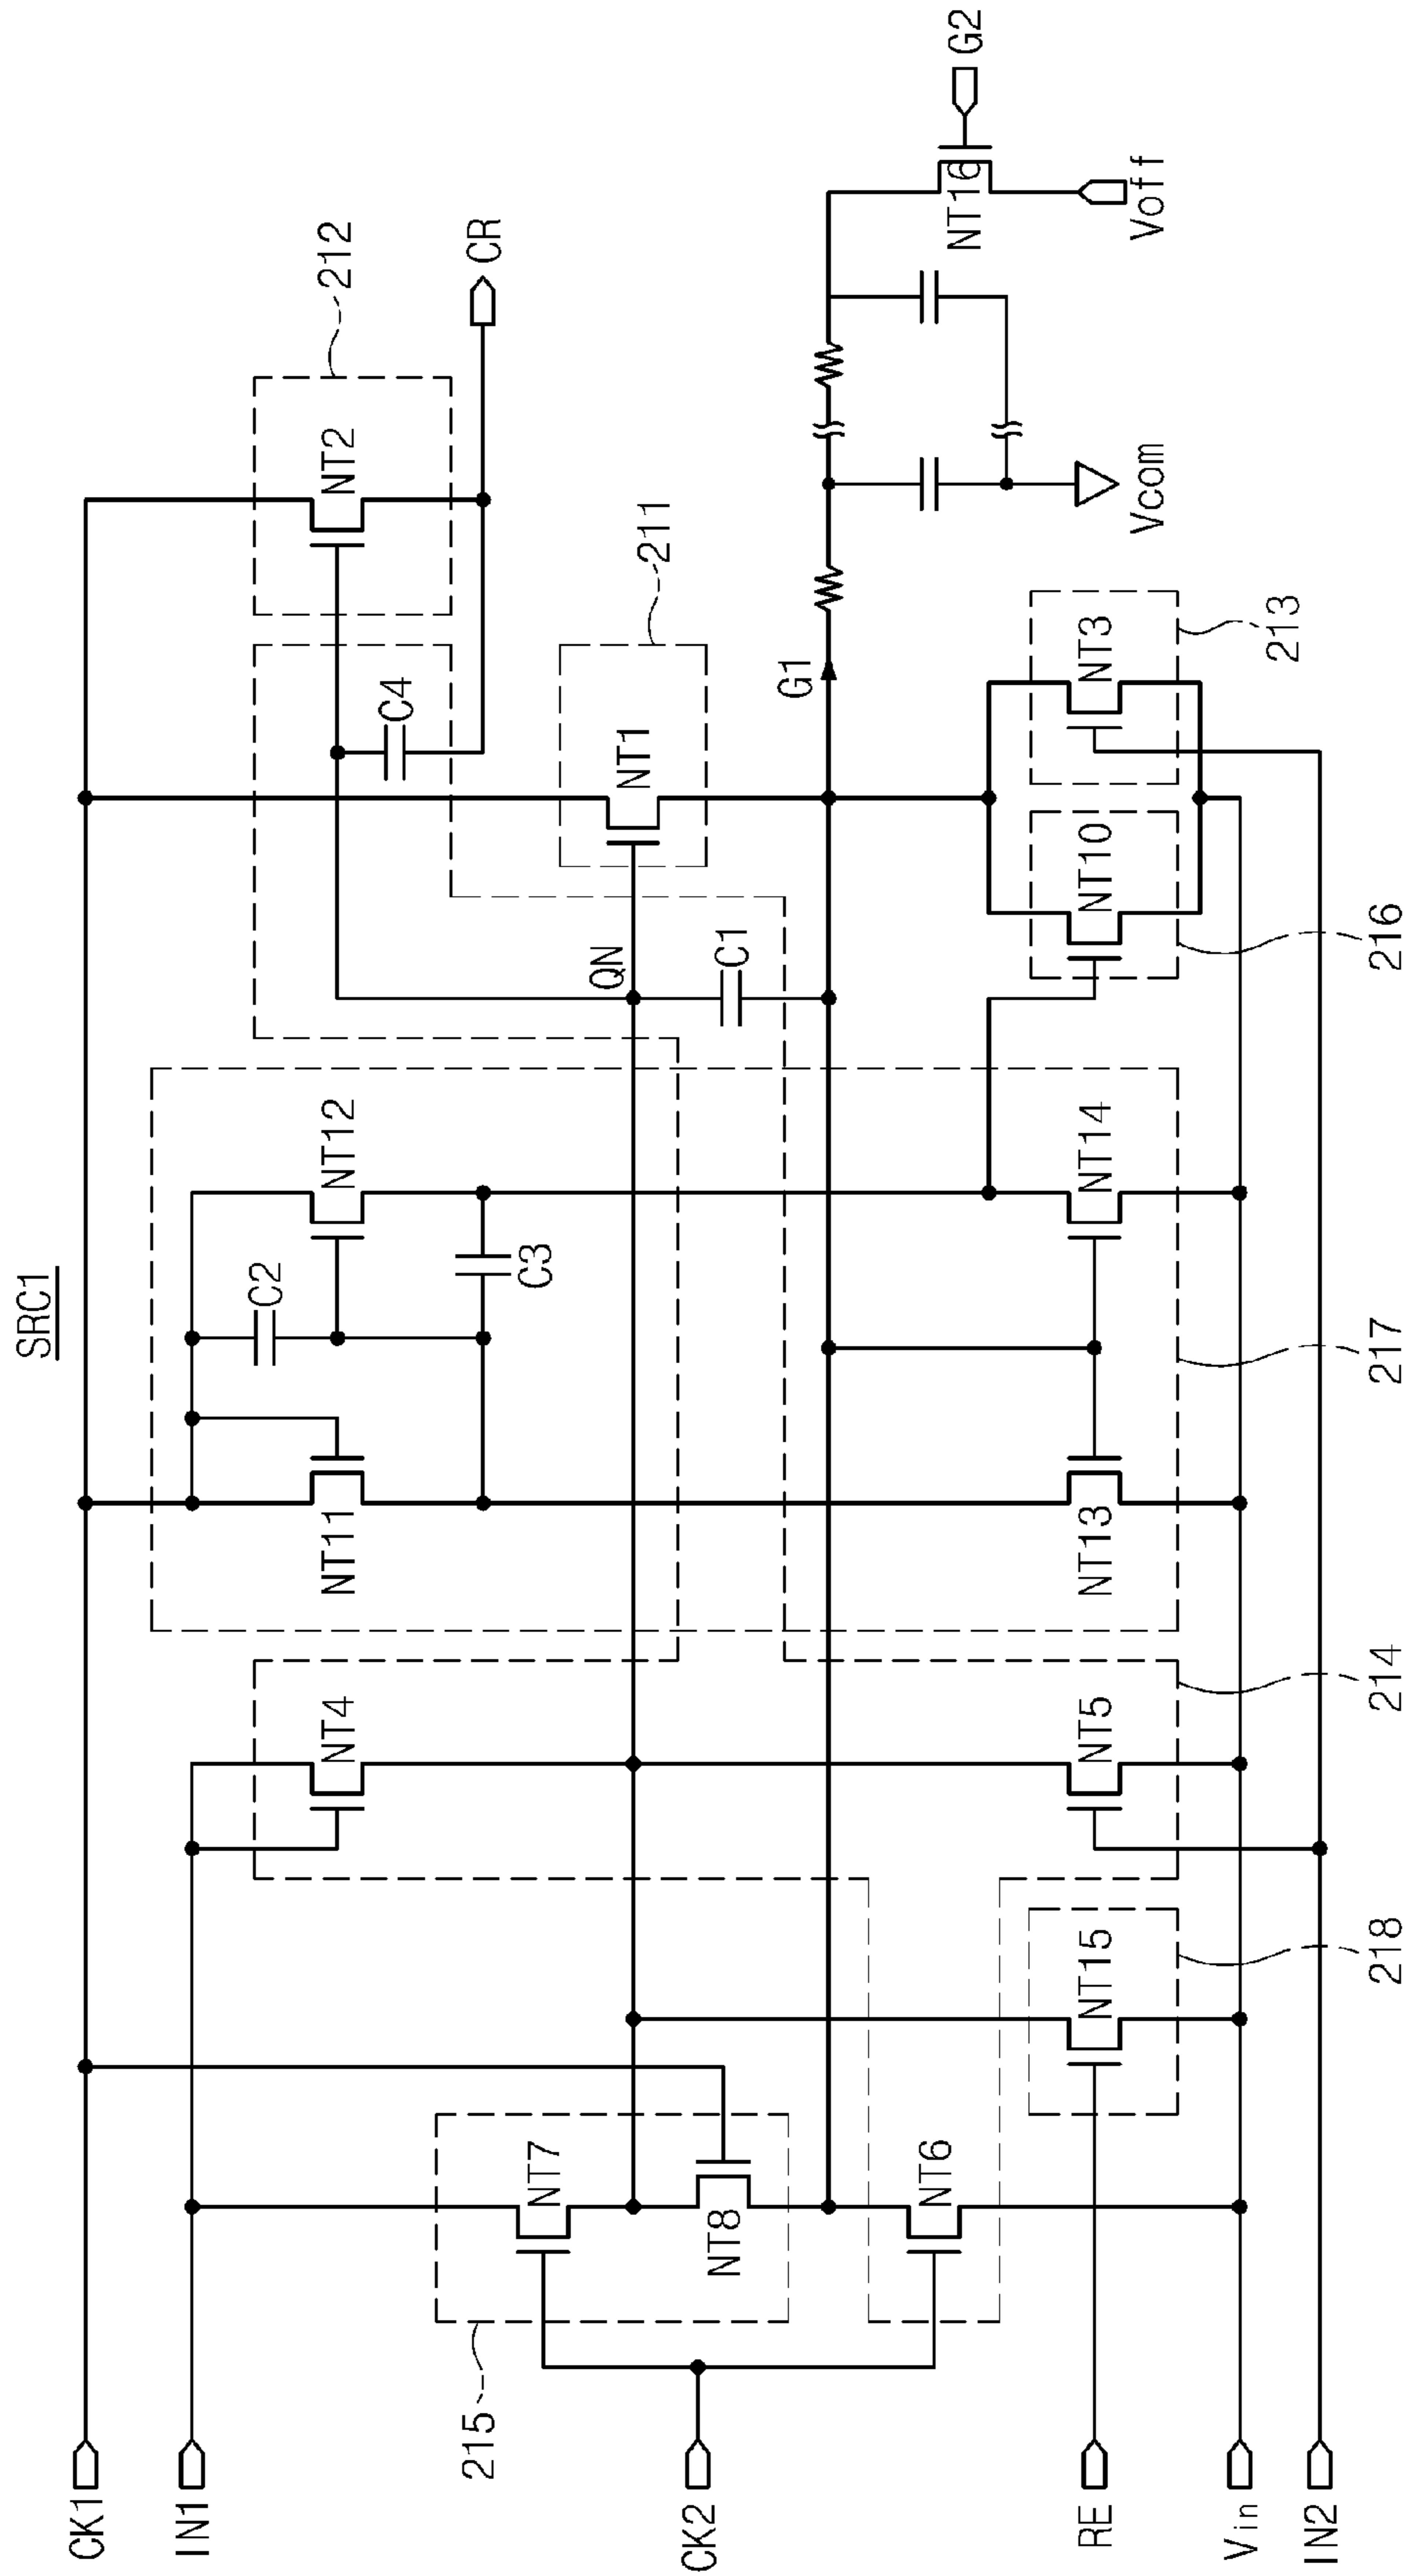 SRC1
CK1
IN1
CK2
RE
Vin
IN2
215
NT7
NT8
NT6
218
NT15
214
NT4
NT5
217
NT11
C2
NT12
C3
NT13
NT14
QN
C1
C4
212
NT2
CR
211
NT1
G1
216
NT10
213
NT3
Vcom
NT16
G2
Voff